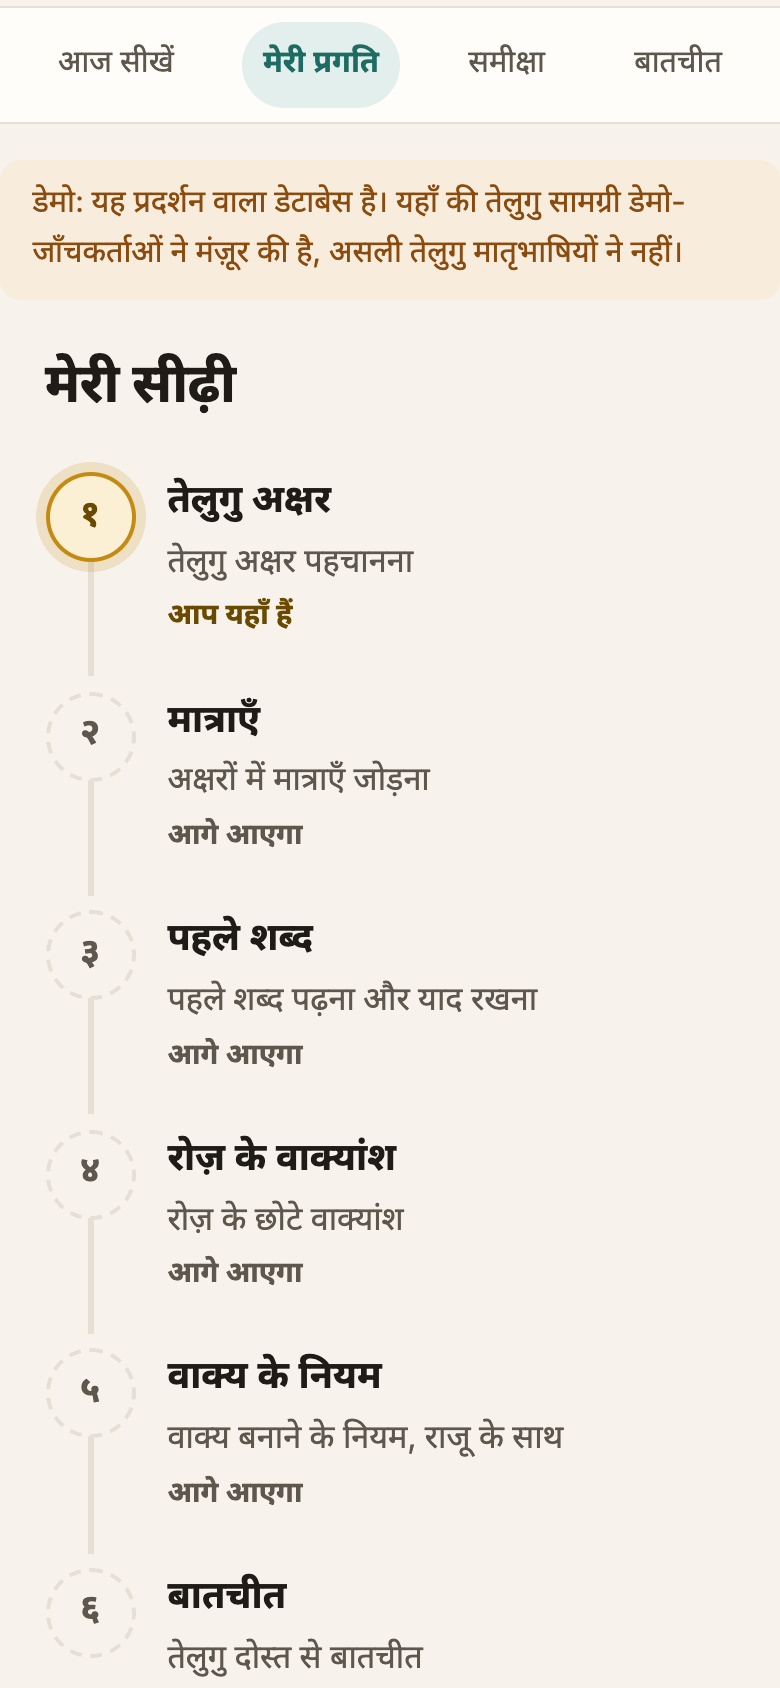 आज सीखें मेरी प्रगति समीक्षा बातचीत
डेमो: यह प्रदर्शन वाला डेटाबेस है। यहाँ की तेलुगु सामग्री डेमो-
जाँचकर्ताओं ने मंज़ूर की है, असली तेलुगु मातृभाषियों ने नहीं।
मेरी सीढ़ी
१
तेलुगु अक्षर
तेलुगु अक्षर पहचानना
आप यहाँ हैं
२
मात्राएँ
अक्षरों में मात्राएँ जोड़ना
आगे आएगा
३
पहले शब्द
पहले शब्द पढ़ना और याद रखना
आगे आएगा
४
रोज़ के वाक्यांश
रोज़ के छोटे वाक्यांश
आगे आएगा
५
वाक्य के नियम
वाक्य बनाने के नियम, राजू के साथ
आगे आएगा
६
बातचीत
तेलुगु दोस्त से बातचीत